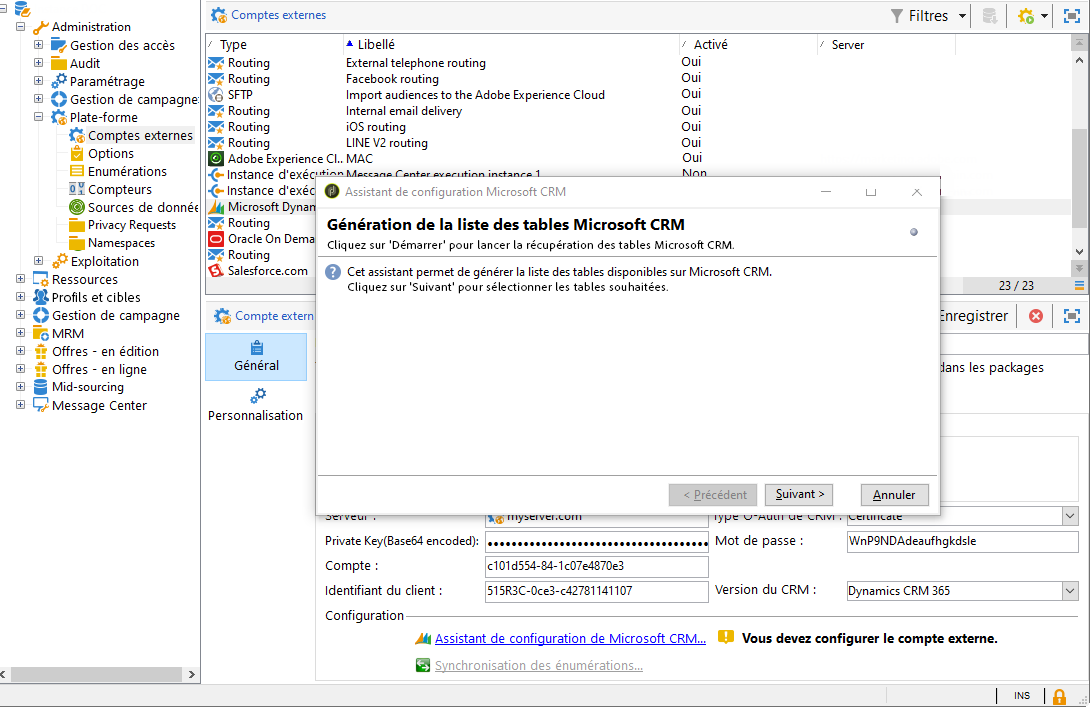 Administration
Gestion des accès
Audit
Paramétrage
Gestion de campagne
Plate-forme
Comptes externes
Options
Enumérations
Compteurs
Sources de donnée
Privacy Requests
Namespaces
Exploitation
Ressources
Profils et cibles
Gestion de campagne
MRM
Offres - en édition
Offres - en ligne
Mid-sourcing
Message Center
Comptes externes
Filtres
Type Libellé Activé Server
Routing External telephone routing Oui
Routing Facebook routing Oui
SFTP Import audiences to the Adobe Experience Cloud Oui
Routing Internal email delivery Oui
Routing iOS routing Oui
Routing LINE V2 routing Oui
Adobe Experience Cl.. MAC Oui
Instance d'exécution Message Center execution instance 1 Non
Instance d'exéc
Microsoft Dynam
Routing
Oracle On Dema
Routing
Salesforce.com
23 / 23
Assistant de configuration Microsoft CRM
Génération de la liste des tables Microsoft CRM
Cliquez sur 'Démarrer' pour lancer la récupération des tables Microsoft CRM.
Cet assistant permet de générer la liste des tables disponibles sur Microsoft CRM.
Cliquez sur 'Suivant' pour sélectionner les tables souhaitées.
< Précédent Suivant > Annuler
Compte extern
Enregistrer
Général
Personnalisation
dans les packages
Serveur : myserver.com Type O-Auth de CRM : Certificate
Private Key(Base64 encoded): Mot de passe : WnP9NDAdeaufhgkdsle
Compte : c101d554-84-1c07e4870e3
Identifiant du client : 515R3C-0ce3-c42781141107 Version du CRM : Dynamics CRM 365
Configuration
Assistant de configuration de Microsoft CRM... Vous devez configurer le compte externe.
Synchronisation des énumérations...
INS